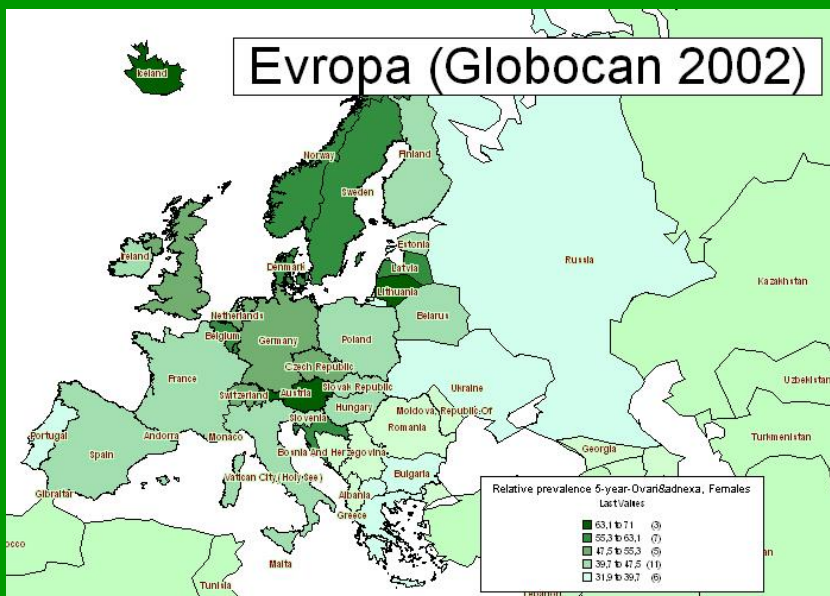 Evropa (Globocan 2002)
Iceland
Norway
Finland
Sweden
Estonia
Russia
Ireland
Denmark
Latvia
Lithuania
Kazakhstan
Netherlands
Belarus
Belgium
Germany
Poland
Czech Republic
France
Slovak Republic
Ukraine
Uzbekistan
Switzerland
Austria
Hungary
Moldova, Republic Of
Slovenia
Romania
Portugal
Andorra
Monaco
Turkmenistan
Spain
Bosnia And Herzegovina
Georgia
Bulgaria
Vatican City, (Holy See)
Albania
Gibraltar
Greece
occo
Malta
Tunisia
Lebanon
an
Relative prevalence 5-year-Ovari&adnexa, Females
Last Values
63,1 to 71 (3)
55,3 to 63,1 (7)
47,5 to 55,3 (5)
39,7 to 47,5 (11)
31,9 to 39,7 (6)